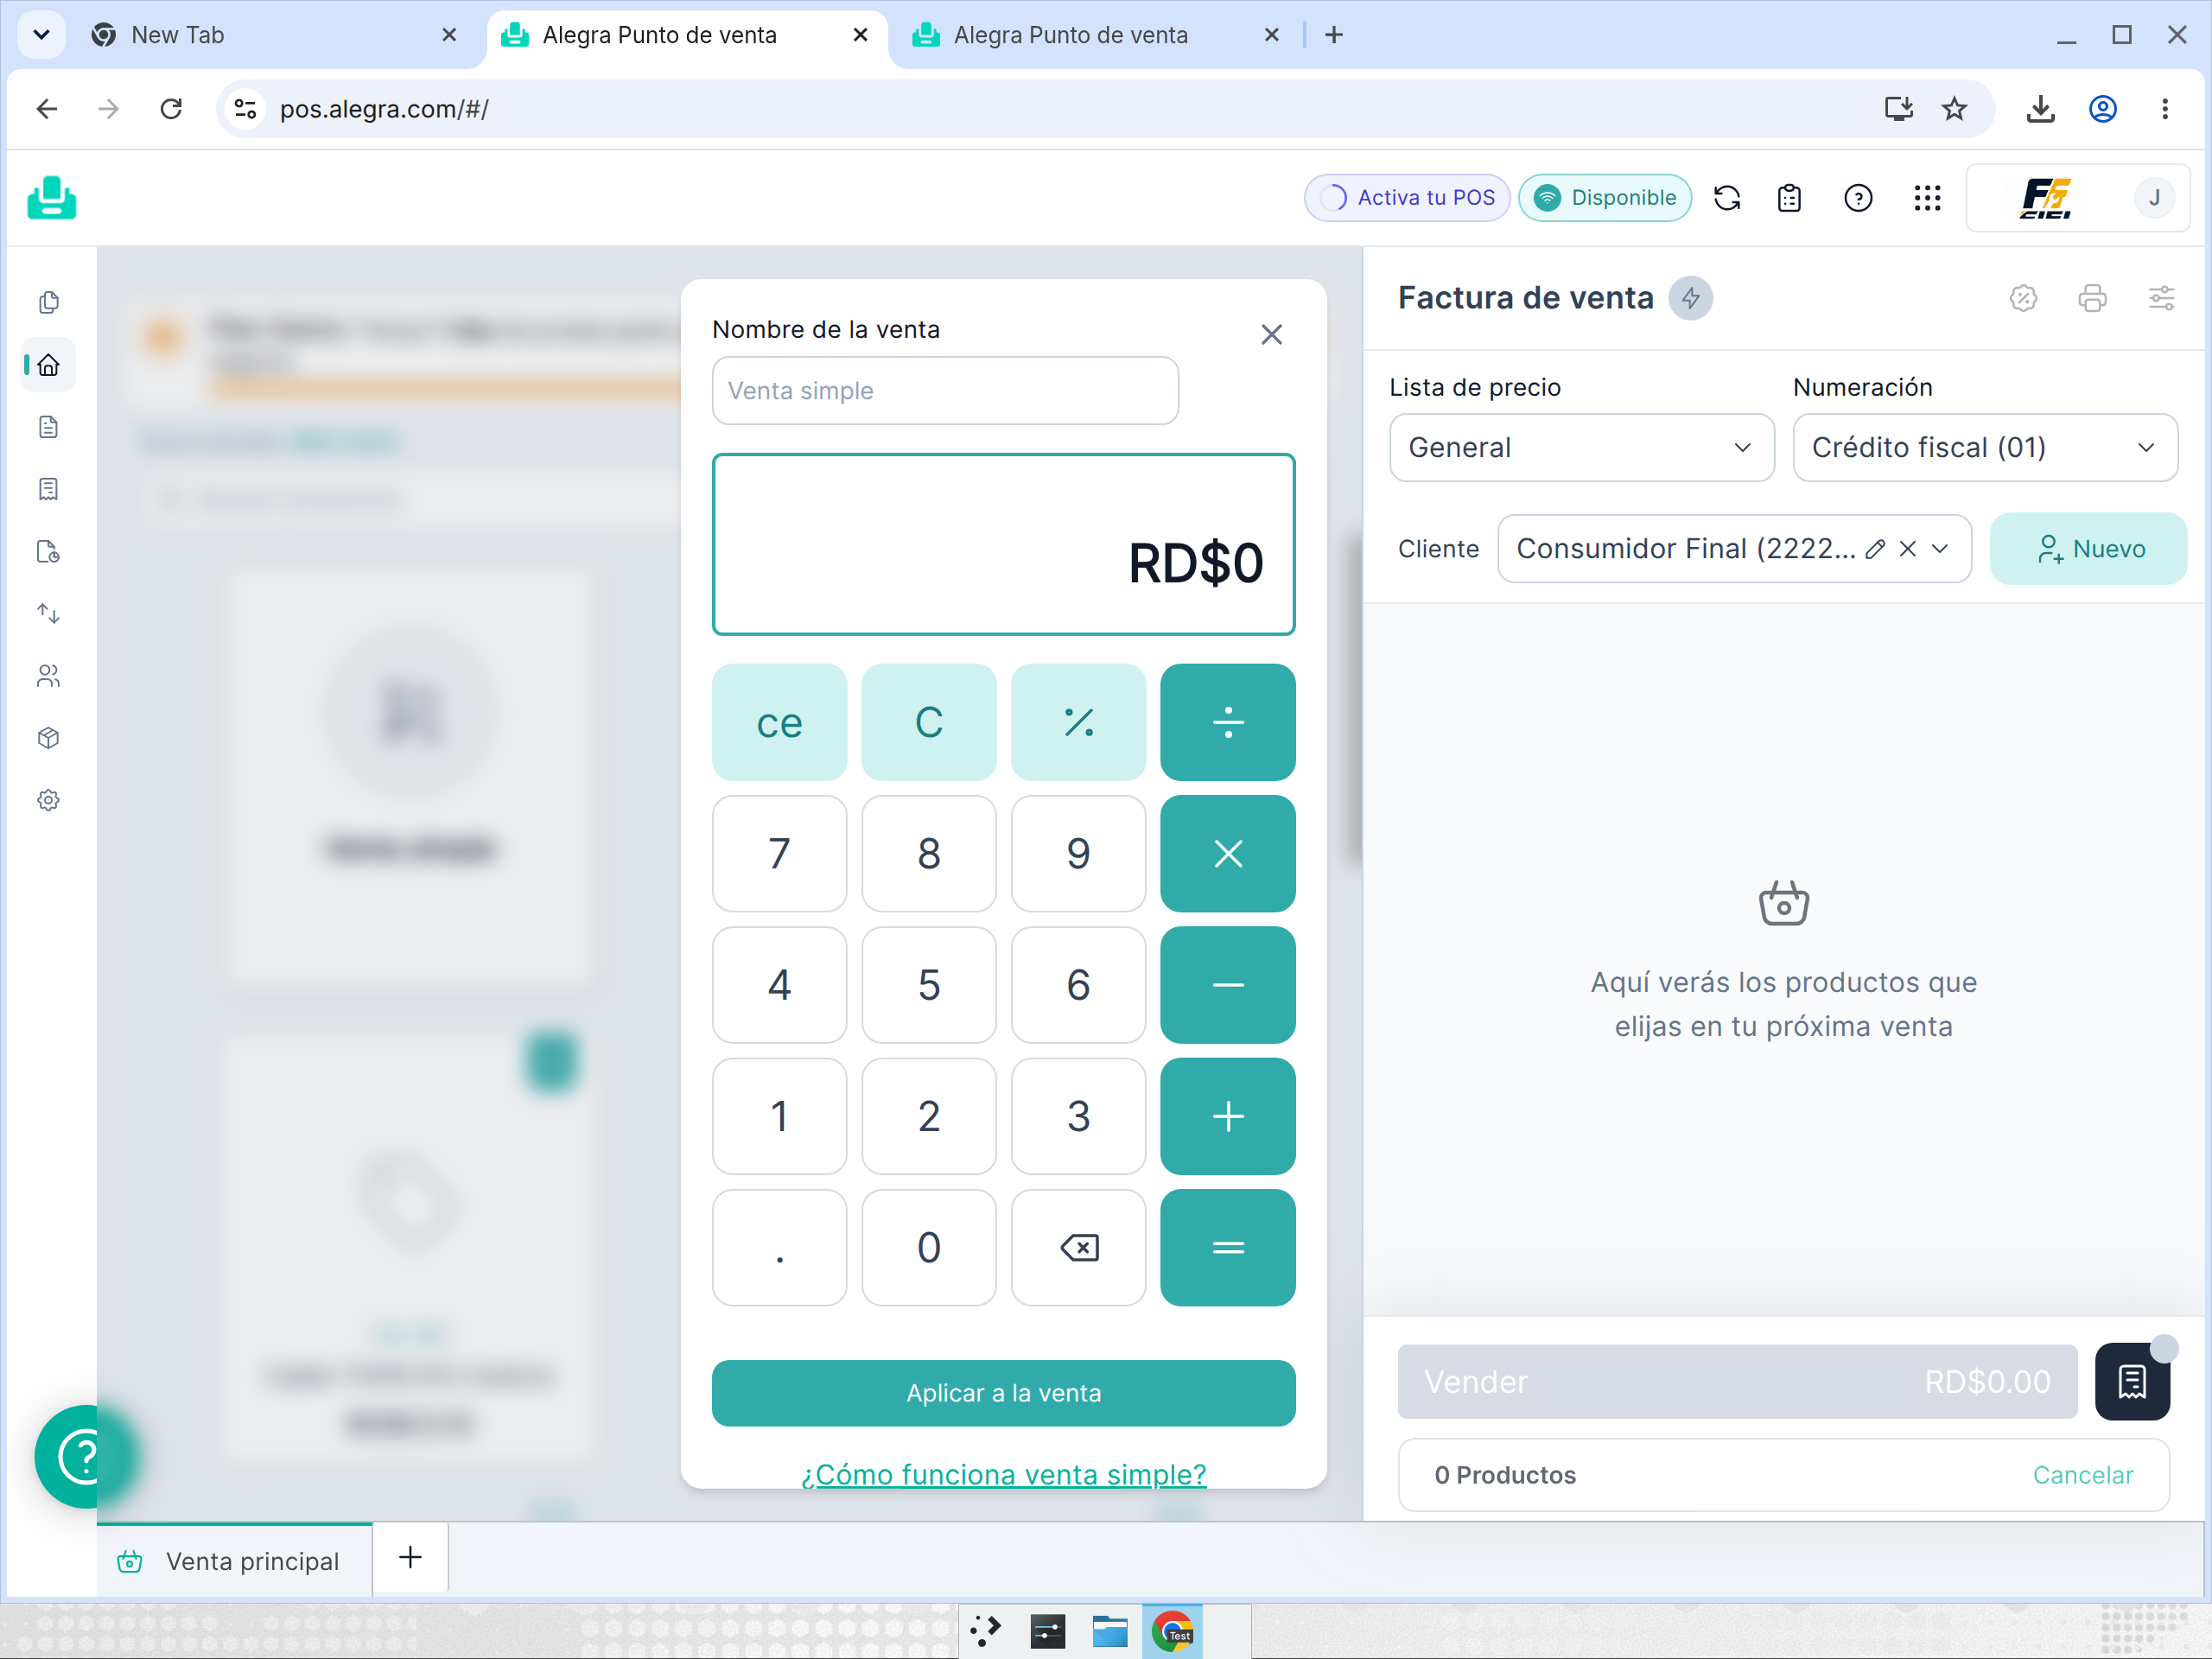 New Tab
Alegra Punto de venta
Alegra Punto de venta
pos.alegra.com/#/
Activa tu POS
Disponible
J
Nombre de la venta
Venta simple
RD$0
ce
C
%
÷
7
8
9
×
4
5
6
−
1
2
3
+
.
0
=
Aplicar a la venta
¿Cómo funciona venta simple?
Factura de venta
Lista de precio
Numeración
General
Crédito fiscal (01)
Cliente
Consumidor Final (2222...
Nuevo
Aquí verás los productos que
elijas en tu próxima venta
Vender
RD$0.00
0 Productos
Cancelar
Venta principal
Test